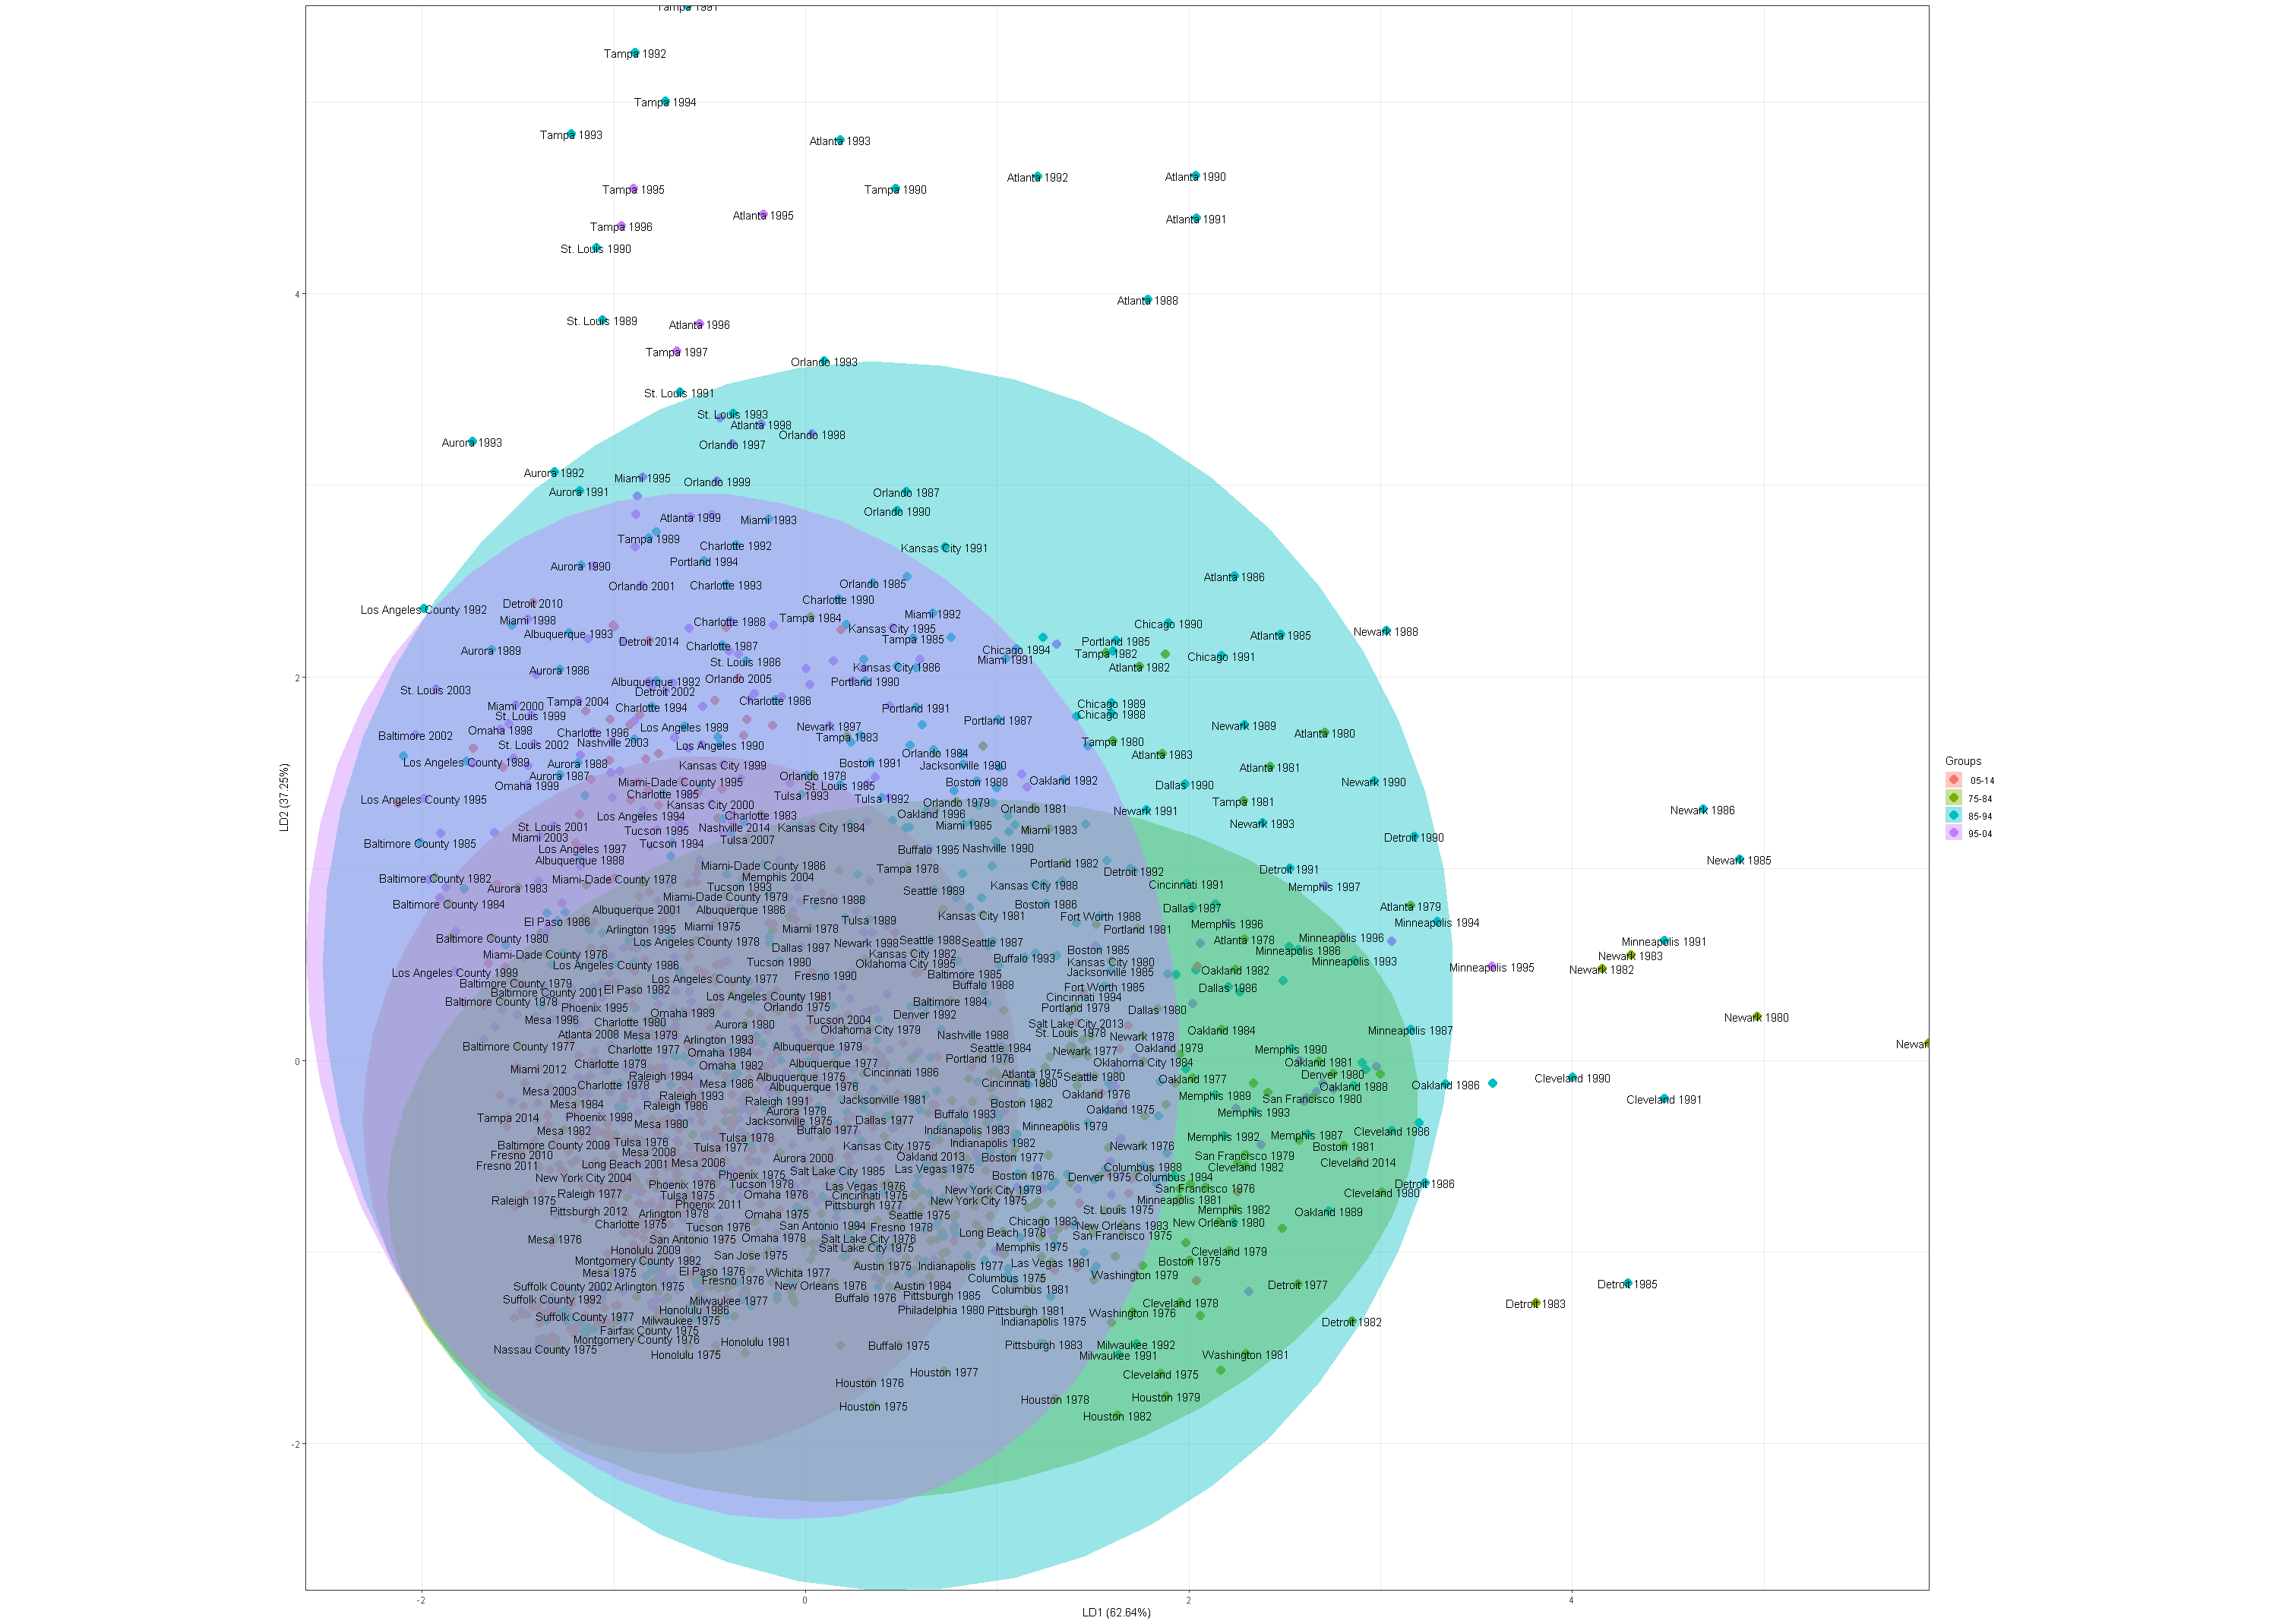 Tampa 1991
Tampa 1992
Tampa 1994
Tampa 1993
Atlanta 1993
Atlanta 1992
Atlanta 1990
Tampa 1995
Tampa 1990
Atlanta 1995
Atlanta 1991
Tampa 1996
St. Louis 1990
4
Atlanta 1988
St. Louis 1989
Atlanta 1996
Tampa 1997
Orlando 1993
St. Louis 1991
St. Louis 1993
Atlanta 1998
Orlando 1998
Aurora 1993
Orlando 1997
Aurora 1992
Miami 1995
Orlando 1999
Aurora 1991
Orlando 1987
Orlando 1990
Atlanta 1999
Miami 1993
Tampa 1989
Charlotte 1992
Kansas City 1991
Portland 1994
Aurora 1990
Atlanta 1986
Orlando 2001
Charlotte 1993
Orlando 1985
Charlotte 1990
Detroit 2010
Los Angeles County 1992
Miami 1992
Tampa 1984
Miami 1998
Charlotte 1988
Chicago 1990
Kansas City 1995
Newark 1988
Albuquerque 1993
Atlanta 1985
Detroit 2014
Tampa 1985
Portland 1985
Charlotte 1987
Aurora 1989
Chicago 1994
Tampa 1982
Chicago 1991
Miami 1991
St. Louis 1986
Atlanta 1982
Kansas City 1986
Aurora 1986
2
Orlando 2005
Albuquerque 1992
Portland 1990
St. Louis 2003
Detroit 2002
Tampa 2004
Charlotte 1986
Chicago 1989
Miami 2000
Charlotte 1994
Portland 1991
St. Louis 1999
Chicago 1988
Portland 1987
Newark 1989
Los Angeles 1989
Newark 1997
Omaha 1998
Charlotte 1996
Atlanta 1980
Baltimore 2002
Tampa 1983
Nashville 2003
Tampa 1980
St. Louis 2002
Los Angeles 1990
Orlando 1984
Atlanta 1983
Los Angeles County 1989
Aurora 1988
Boston 1991
Kansas City 1999
Jacksonville 1990
Atlanta 1981
Aurora 1987
Orlando 1978
Oakland 1992
Miami-Dade County 1995
Boston 1988
Newark 1990
Omaha 1999
St. Louis 1985
Dallas 1990
Charlotte 1985
Tulsa 1993
Los Angeles County 1995
Tulsa 1992
Tampa 1981
Orlando 1979
Kansas City 2000
Orlando 1981
Newark 1986
Newark 1991
Oakland 1996
Los Angeles 1994
Charlotte 1983
Newark 1993
St. Louis 2001
Miami 1985
Nashville 2014
Kansas City 1984
Miami 1983
Tucson 1995
Miami 2003
Detroit 1990
Tulsa 2007
Baltimore 1985
Tucson 1994
Los Angeles 1997
Buffalo 1995
Nashville 1990
Albuquerque 1988
Newark 1985
Portland 1982
Miami-Dade County 1986
Tampa 1978
Detroit 1991
Detroit 1992
Memphis 2004
Baltimore County 1982
Miami-Dade County 1978
Cincinnati 1991
Kansas City 1988
Memphis 1997
Aurora 1983
Tucson 1993
Seattle 1989
Miami-Dade County 1979
Fresno 1988
Baltimore County 1984
Boston 1986
Atlanta 1979
Dallas 1987
Albuquerque 2001
Albuquerque 1986
Kansas City 1981
Fort Worth 1988
El Paso 1986
Tulsa 1989
Minneapolis 1994
Memphis 1996
Miami 1975
Arlington 1995
Miami 1978
Portland 1981
Baltimore County 1980
Minneapolis 1996
Seattle 1988
Atlanta 1978
Minneapolis 1991
Los Angeles County 1978
Newark 1998
Seattle 1987
Dallas 1997
Boston 1985
Minneapolis 1986
Miami-Dade County 1976
Kansas City 1982
Newark 1983
Buffalo 1993
Tucson 1990
Oklahoma City 1995
Kansas City 1980
Minneapolis 1993
Los Angeles County 1986
Minneapolis 1995
Newark 1982
Oakland 1982
Los Angeles County 1999
Fresno 1990
Baltimore 1985
Jacksonville 1985
Los Angeles County 1977
Baltimore County 1979
Buffalo 1988
Fort Worth 1985
Dallas 1986
El Paso 1982
Baltimore County 2001
Los Angeles County 1981
Cincinnati 1994
Baltimore County 1978
Baltimore 1984
Orlando 1975
Phoenix 1995
Portland 1979
Dallas 1980
Omaha 1989
Denver 1992
Newark 1980
Mesa 1996
Charlotte 1980
Tucson 2004
Aurora 1980
Salt Lake City 2013
Oklahoma City 1979
Oakland 1984
Minneapolis 1987
Atlanta 2008
Mesa 1979
St. Louis 1978
Nashville 1988
Newark 1978
Arlington 1993
Newar
Baltimore County 1977
Albuquerque 1979
Seattle 1984
Oakland 1979
Charlotte 1977
Newark 1977
Memphis 1990
Omaha 1984
Portland 1976
0
Charlotte 1979
Omaha 1982
Albuquerque 1977
Oklahoma City 1984
Oakland 1981
Miami 2012
Cincinnati 1986
Atlanta 1975
Denver 1980
Raleigh 1994
Albuquerque 1975
Seattle 1980
Oakland 1977
Cleveland 1990
Charlotte 1978
Mesa 1986
Albuquerque 1976
Cincinnati 1980
Oakland 1988
Oakland 1986
Mesa 2003
Raleigh 1993
Oakland 1976
Memphis 1989
Jacksonville 1981
San Francisco 1980
Cleveland 1991
Mesa 1984
Raleigh 1986
Raleigh 1991
Boston 1982
Oakland 1975
Aurora 1978
Memphis 1993
Tampa 2014
Phoenix 1998
Buffalo 1983
Jacksonville 1975
Dallas 1977
Mesa 1980
Minneapolis 1979
Mesa 1982
Buffalo 1977
Indianapolis 1982
Indianapolis 1983
Cleveland 1986
Memphis 1992
Memphis 1987
Tulsa 1978
Tulsa 1976
Baltimore County 2009
Tulsa 1977
Kansas City 1975
Newark 1976
Boston 1981
Mesa 2008
Fresno 2010
Aurora 2000
Oakland 2013
Boston 1977
San Francisco 1979
Fresno 2011
Long Beach 2001
Mesa 2006
Cleveland 2014
Salt Lake City 1985
Las Vegas 1975
Columbus 1988
Cleveland 1982
New York City 2004
Phoenix 1975
Boston 1976
Denver 1975
Columbus 1994
Phoenix 1976
Tucson 1978
Las Vegas 1976
Detroit 1986
New York City 1979
San Francisco 1976
Raleigh 1977
Tulsa 1975
Omaha 1976
Cincinnati 1975
Cleveland 1980
Raleigh 1975
New York City 1975
Minneapolis 1981
Phoenix 2011
Pittsburgh 1977
Pittsburgh 2012
Arlington 1978
Omaha 1975
Seattle 1975
St. Louis 1975
Memphis 1982
Oakland 1989
Charlotte 1975
Tucson 1976
San Antonio 1994
Fresno 1978
Chicago 1983
New Orleans 1983
New Orleans 1980
Mesa 1976
San Antonio 1975
Omaha 1978
Salt Lake City 1976
Long Beach 1978
San Francisco 1975
Honolulu 2009
Salt Lake City 1975
Memphis 1975
Cleveland 1979
Montgomery County 1992
San Jose 1975
Boston 1975
Mesa 1975
El Paso 1976
Wichita 1977
Austin 1975
Indianapolis 1977
Las Vegas 1981
Washington 1979
Fresno 1976
Columbus 1975
Suffolk County 2002
Arlington 1975
New Orleans 1976
Austin 1984
Columbus 1981
Detroit 1977
Detroit 1985
Suffolk County 1992
Milwaukee 1977
Buffalo 1976
Pittsburgh 1985
Cleveland 1978
Detroit 1983
Honolulu 1986
Philadelphia 1980
Pittsburgh 1981
Washington 1976
Suffolk County 1977
Milwaukee 1975
Indianapolis 1975
Detroit 1982
Fairfax County 1975
Montgomery County 1976
Honolulu 1981
Buffalo 1975
Pittsburgh 1983
Milwaukee 1992
Nassau County 1975
Honolulu 1975
Milwaukee 1991
Washington 1981
Houston 1977
Cleveland 1975
Houston 1976
Houston 1978
Houston 1979
Houston 1975
Houston 1982
-2
-2
0
2
4
LD1 (62.64%)
LD2 (37.25%)
Groups
05-14
75-84
85-94
95-04